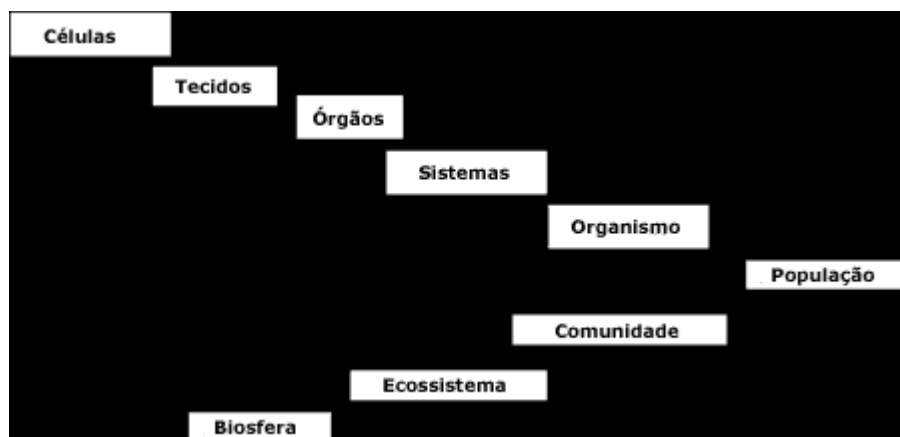 Células
Tecidos
Órgãos
Sistemas
Organismo
População
Comunidade
Ecossistema
Biosfera